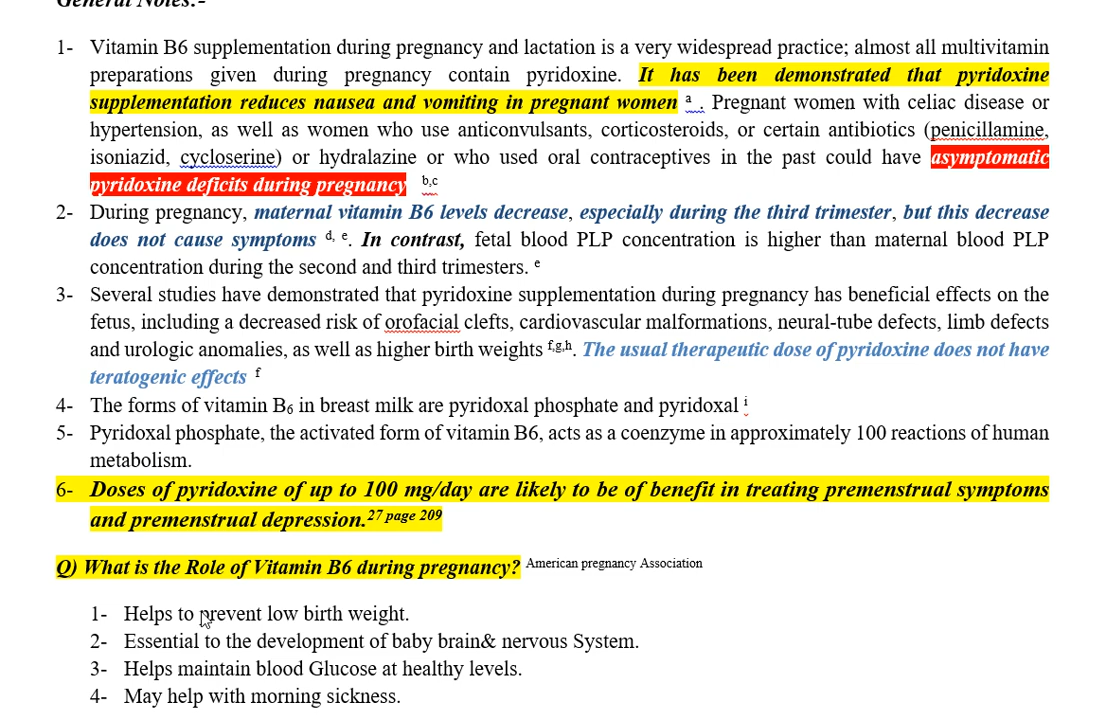 General Notes:-
1- Vitamin B6 supplementation during pregnancy and lactation is a very widespread practice; almost all multivitamin
preparations given during pregnancy contain pyridoxine. It has been demonstrated that pyridoxine
supplementation reduces nausea and vomiting in pregnant women a . Pregnant women with celiac disease or
hypertension, as well as women who use anticonvulsants, corticosteroids, or certain antibiotics (penicillamine,
isoniazid, cycloserine) or hydralazine or who used oral contraceptives in the past could have asymptomatic
pyridoxine deficits during pregnancy b,c
2- During pregnancy, maternal vitamin B6 levels decrease, especially during the third trimester, but this decrease
does not cause symptoms d, e. In contrast, fetal blood PLP concentration is higher than maternal blood PLP
concentration during the second and third trimesters. e
3- Several studies have demonstrated that pyridoxine supplementation during pregnancy has beneficial effects on the
fetus, including a decreased risk of orofacial clefts, cardiovascular malformations, neural-tube defects, limb defects
and urologic anomalies, as well as higher birth weights f,g,h. The usual therapeutic dose of pyridoxine does not have
teratogenic effects f
4- The forms of vitamin B6 in breast milk are pyridoxal phosphate and pyridoxal i
5- Pyridoxal phosphate, the activated form of vitamin B6, acts as a coenzyme in approximately 100 reactions of human
metabolism.
6- Doses of pyridoxine of up to 100 mg/day are likely to be of benefit in treating premenstrual symptoms
and premenstrual depression.27 page 209
Q) What is the Role of Vitamin B6 during pregnancy? American pregnancy Association
1- Helps to prevent low birth weight.
2- Essential to the development of baby brain& nervous System.
3- Helps maintain blood Glucose at healthy levels.
4- May help with morning sickness.